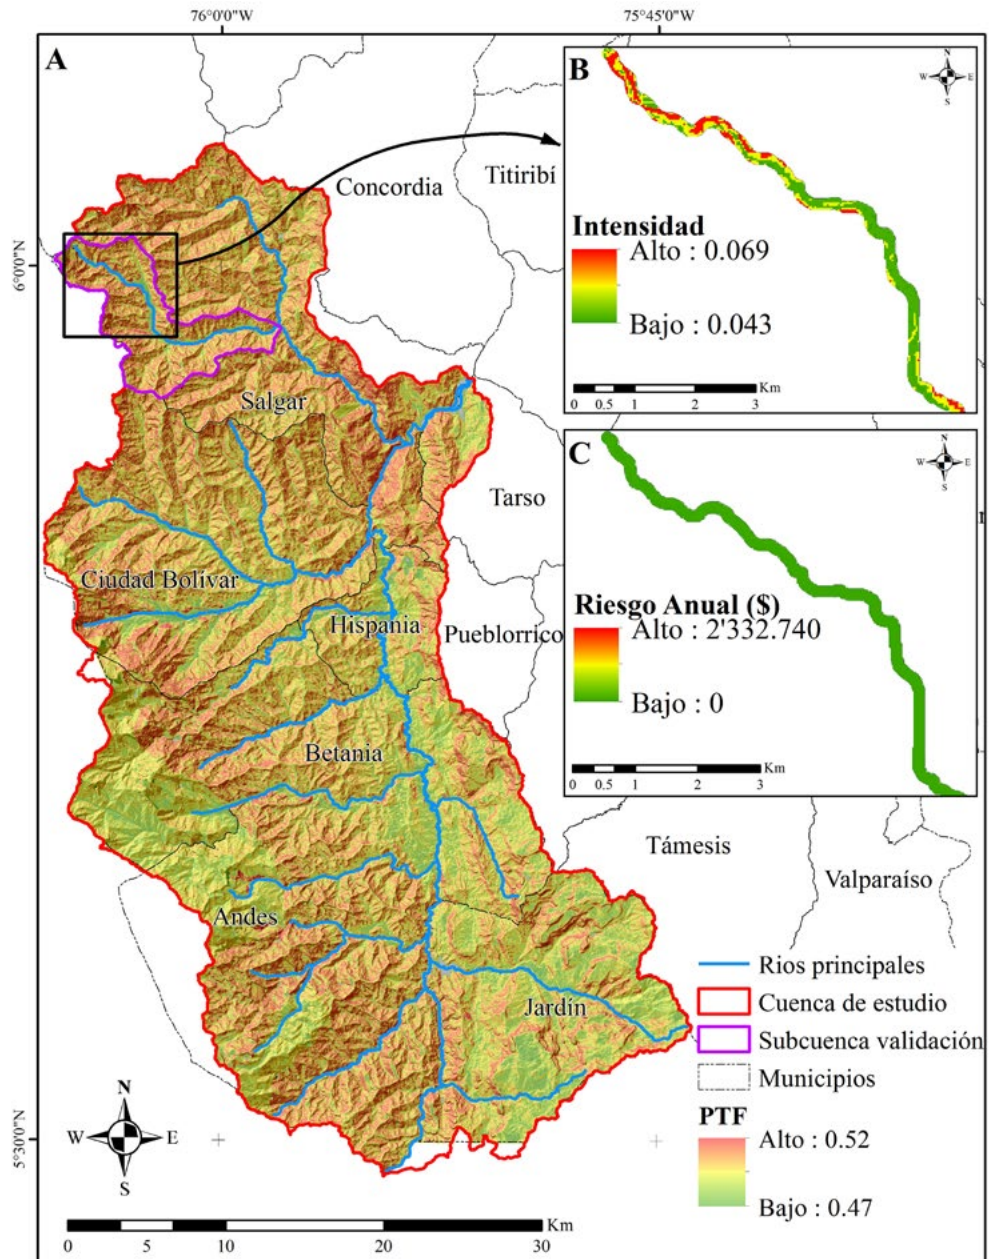 76°0'0"W
75°45'0"W
A
B
N
W E
S
Concordia
Titiribí
Intensidad
Alto : 0.069
Bajo : 0.043
Km
0 0.5 1 2 3
6°0'0"N
C
N
W E
S
Salgar
Tarso
Ciudad Bolívar
Hispania
Pueblorrico
Riesgo Anual ($)
Alto : 2'332.740
Bajo : 0
Km
0 0.5 1 2 3
Betania
Támesis
Valparaíso
Andes
Jardín
Rios principales
Cuenca de estudio
Subcuenca validación
Municipios
PTF
Alto : 0.52
Bajo : 0.47
5°30'0"N
N
W E
S
Km
0 5 10 20 30